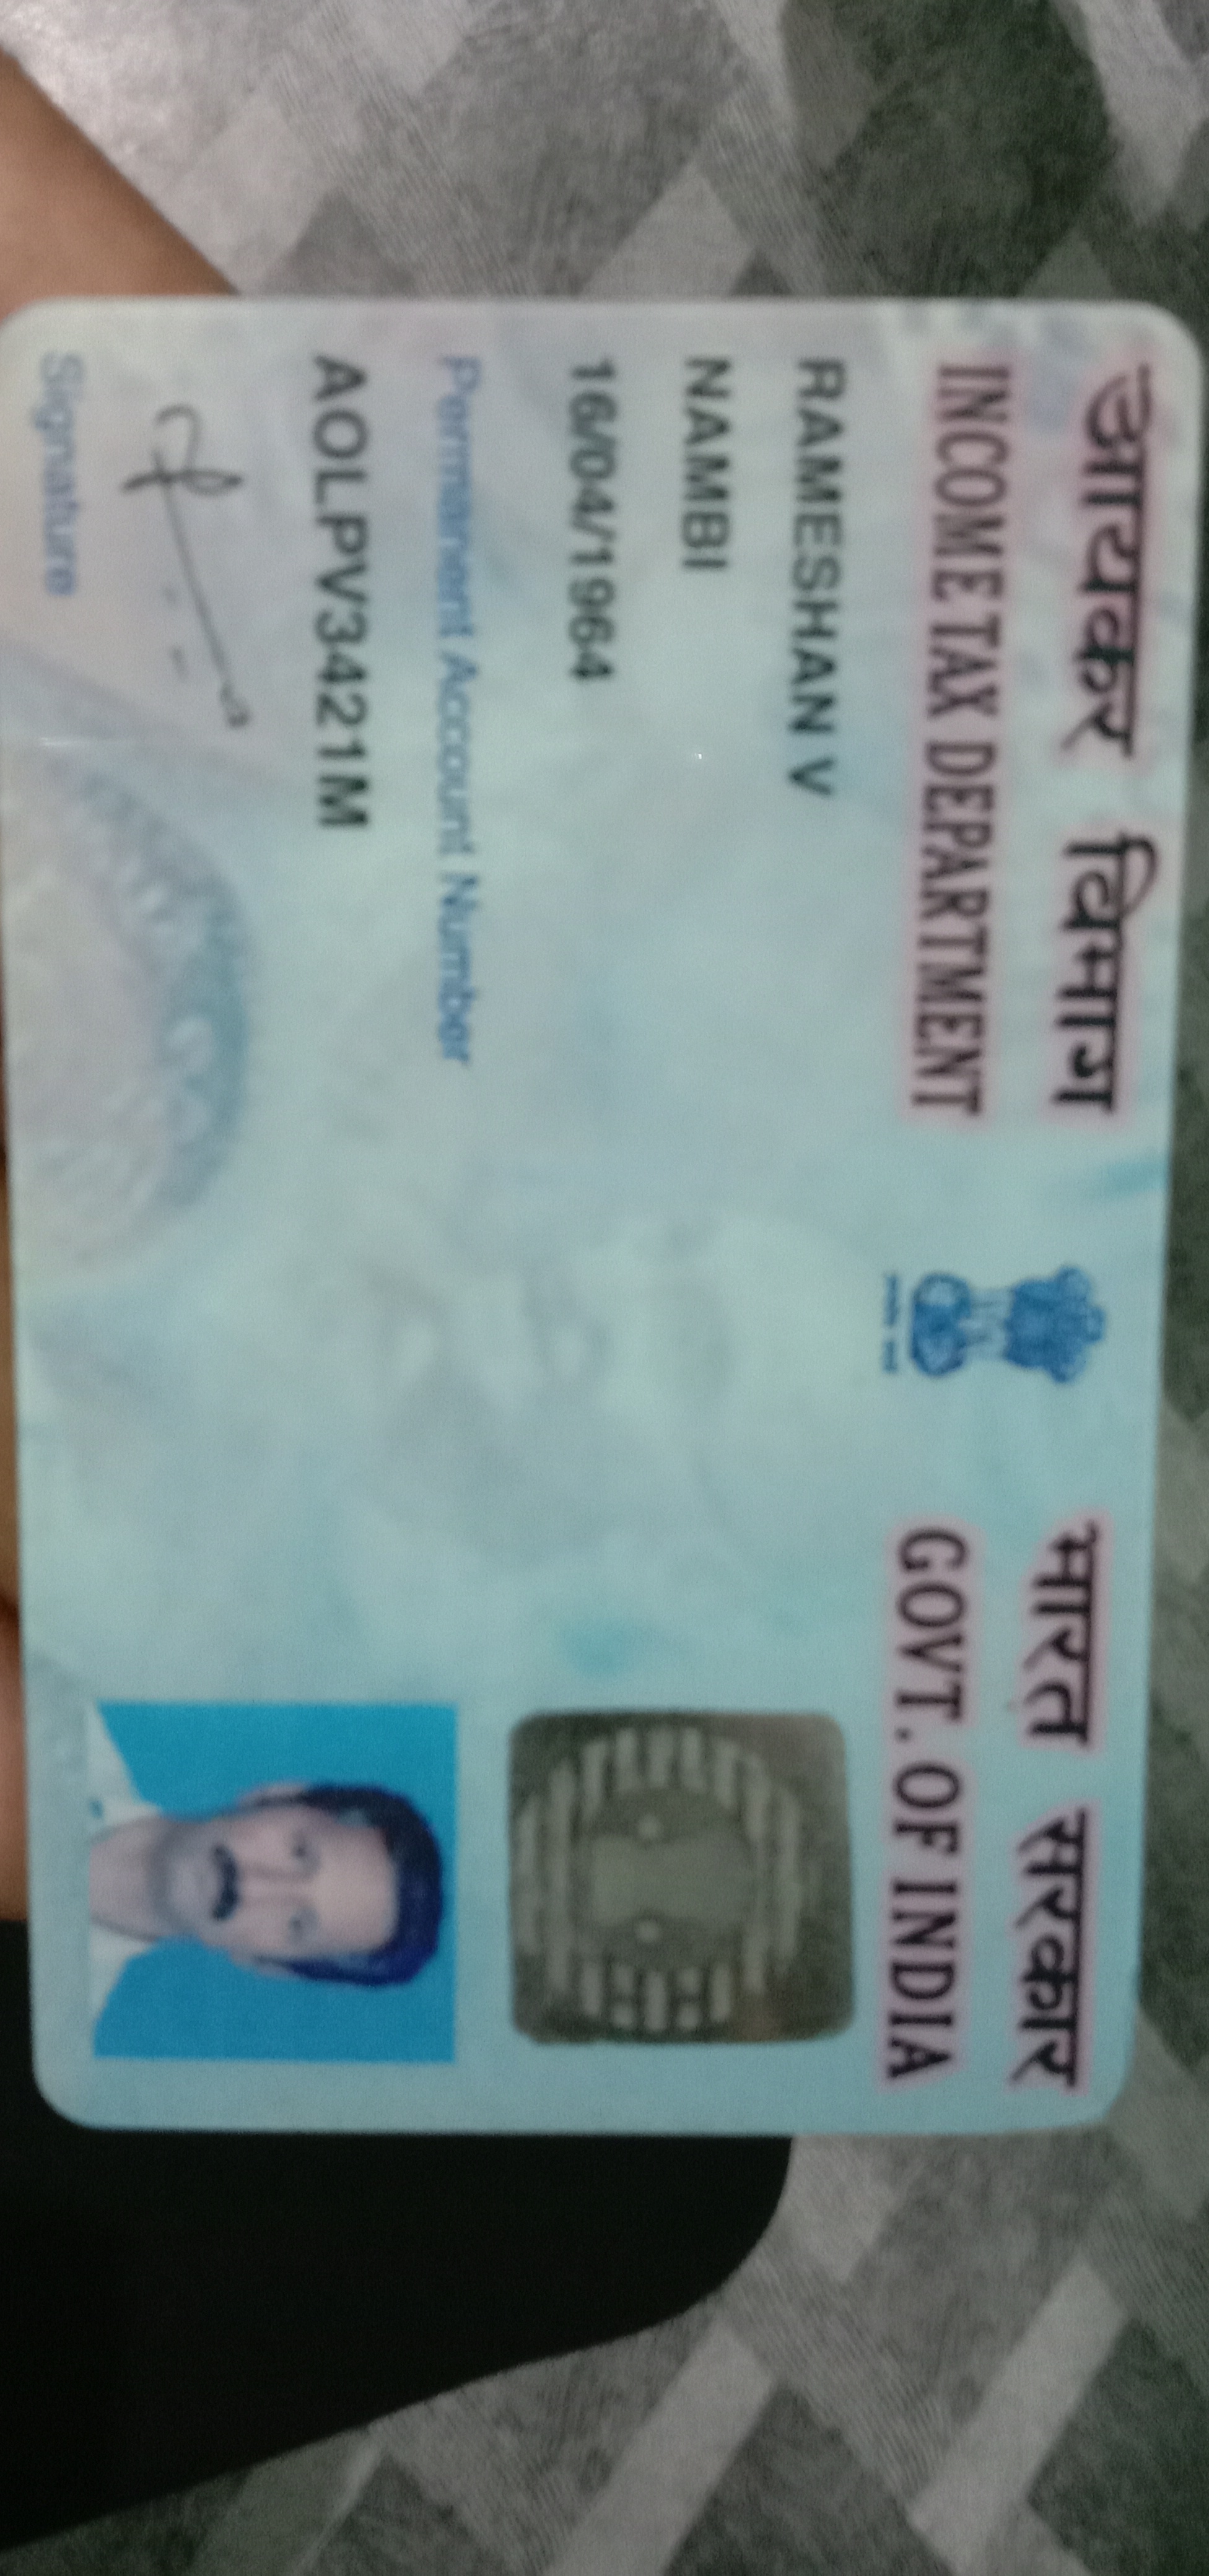 आयकर विभाग
INCOME TAX DEPARTMENT
भारत सरकार
GOVT. OF INDIA
RAMESHAN V
NAMBI
16/04/1964
Permanent Account Number
AOLPV3421M
Signature